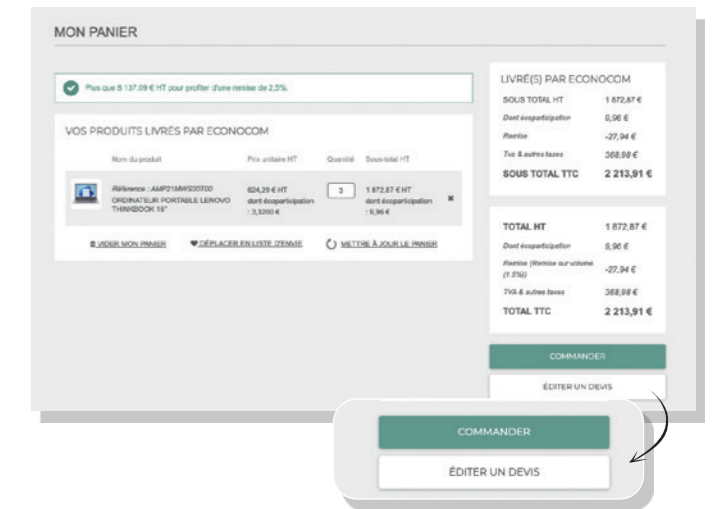 MON PANIER
Plus que 8 137.09 € HT pour profiter d'une remise de 2,5%.
VOS PRODUITS LIVRÉS PAR ECONOCOM
Nom du produit Prix unitaire HT Quantité Sous-total HT
Référence : AMP21MWS00700
ORDINATEUR PORTABLE LENOVO
THINKBOOK 15"
624,29 € HT
dont écoparticipation
: 3,3200 €
3
1 872,87 € HT
dont écoparticipation
: 9,96 €
VIDER MON PANIER DÉPLACER EN LISTE D'ENVIE METTRE À JOUR LE PANIER
LIVRÉ(S) PAR ECONOCOM
SOUS TOTAL HT 1 872,87 €
Dont écoparticipation 9,96 €
Remise -27,94 €
Tva & autres taxes 368,98 €
SOUS TOTAL TTC 2 213,91 €
TOTAL HT 1 872,87 €
Dont écoparticipation 9,96 €
Remise (Remise sur volume
(1.5%)) -27,94 €
TVA & autres taxes 368,98 €
TOTAL TTC 2 213,91 €
COMMANDER
ÉDITER UN DEVIS
COMMANDER
ÉDITER UN DEVIS